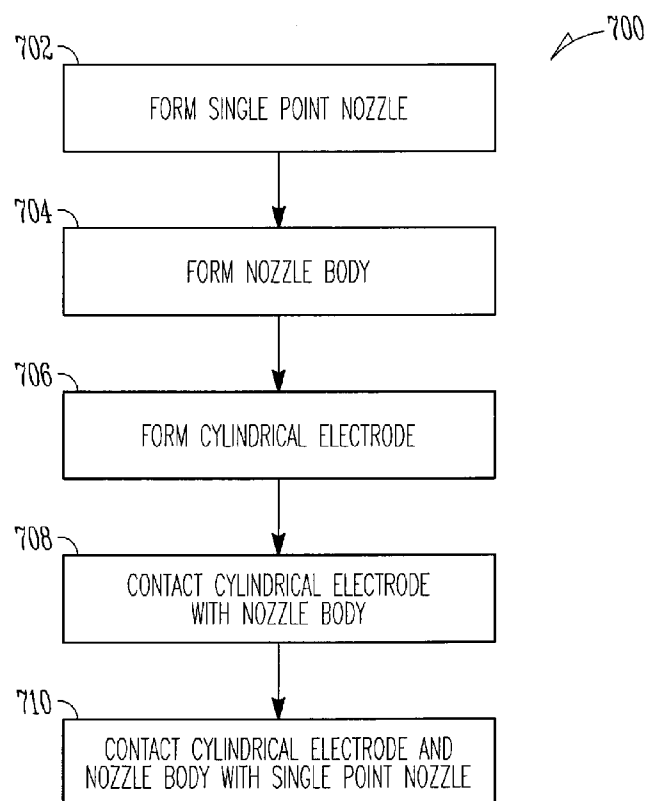 700
702
FORM SINGLE POINT NOZZLE
704
FORM NOZZLE BODY
706
FORM CYLINDRICAL ELECTRODE
708
CONTACT CYLINDRICAL ELECTRODE
WITH NOZZLE BODY
710
CONTACT CYLINDRICAL ELECTRODE AND
NOZZLE BODY WITH SINGLE POINT NOZZLE